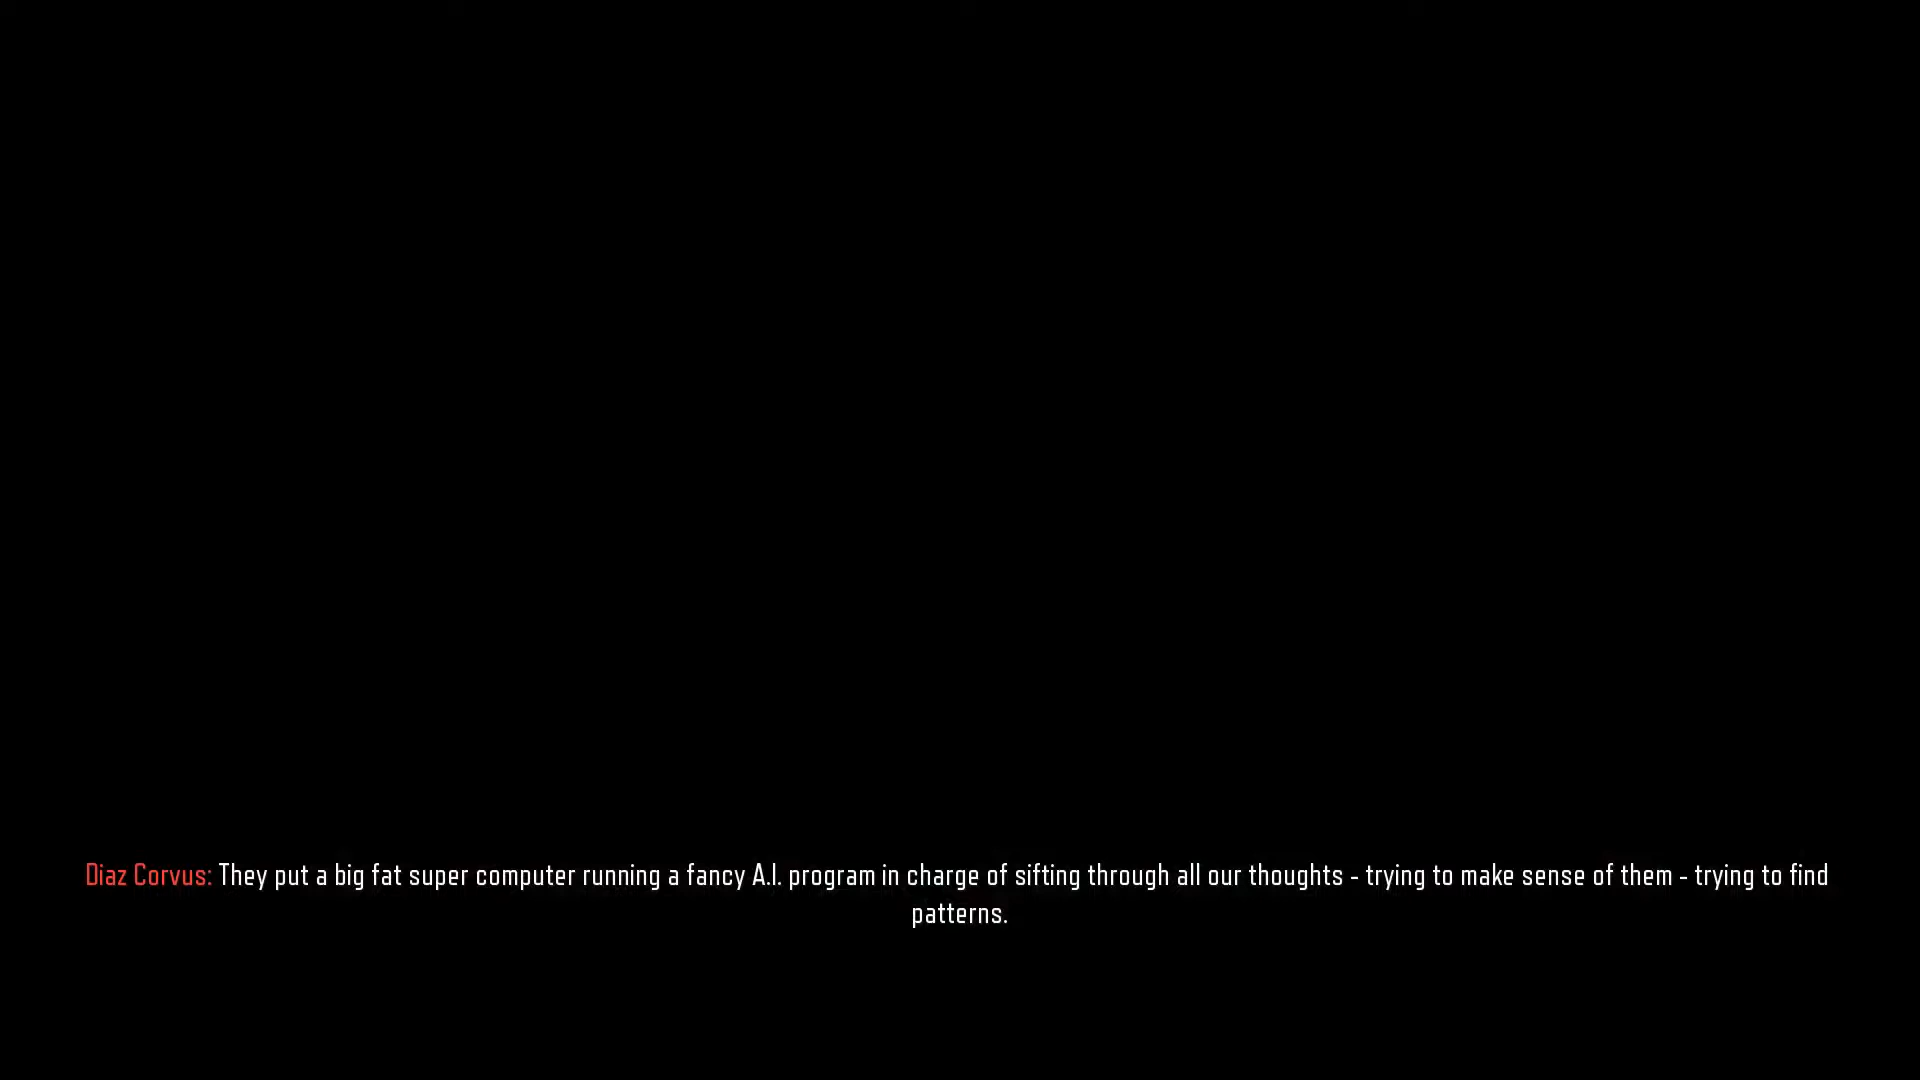 Diaz Corvus: They put a big fat super computer running a fancy A.I. program in charge of sifting through all our thoughts - trying to make sense of them - trying to find
patterns.